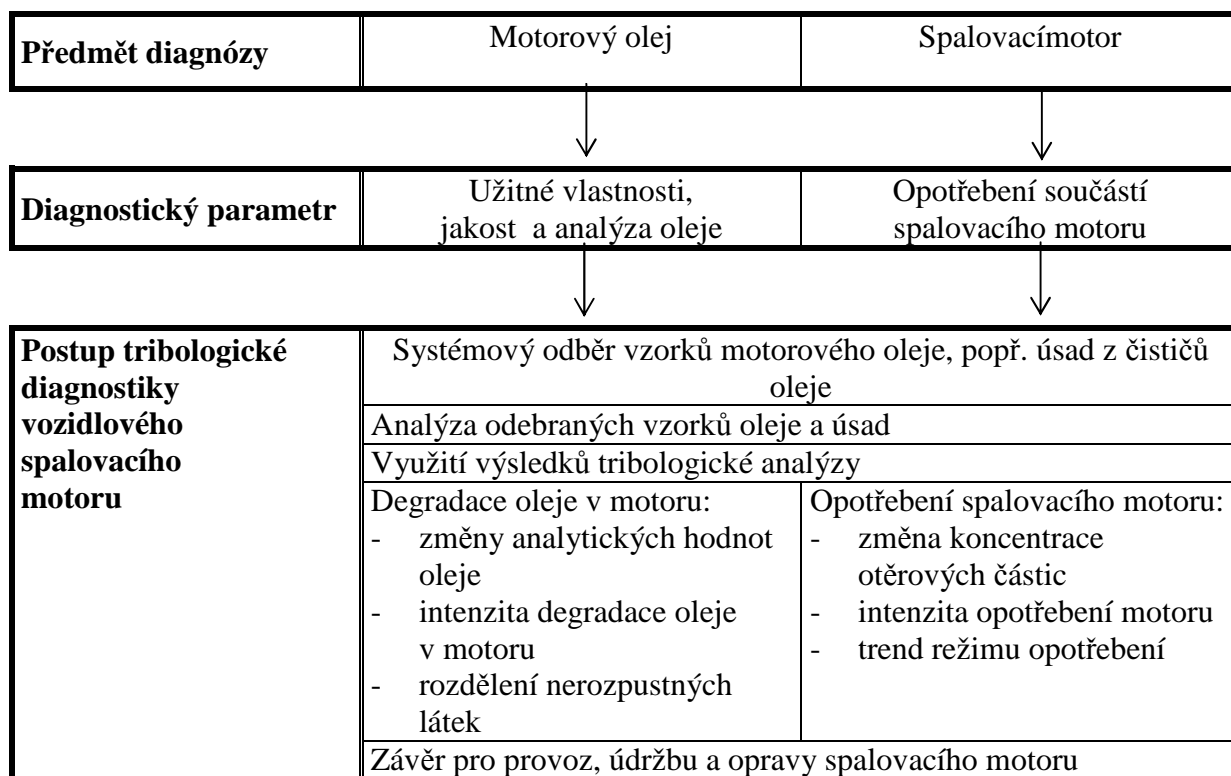 Předmět diagnózy
Motorový olej
Spalovacímotor
Diagnostický parametr
Užitné vlastnosti,
jakost a analýza oleje
Opotřebení součástí
spalovacího motoru
Postup tribologické
diagnostiky
vozidlového
spalovacího
motoru
Systémový odběr vzorků motorového oleje, popř. úsad z čističů
oleje
Analýza odebraných vzorků oleje a úsad
Využití výsledků tribologické analýzy
Degradace oleje v motoru:
- změny analytických hodnot
oleje
- intenzita degradace oleje
v motoru
- rozdělení nerozpustných
látek
Opotřebení spalovacího motoru:
- změna koncentrace
otěrových částic
- intenzita opotřebení motoru
- trend režimu opotřebení
Závěr pro provoz, údržbu a opravy spalovacího motoru